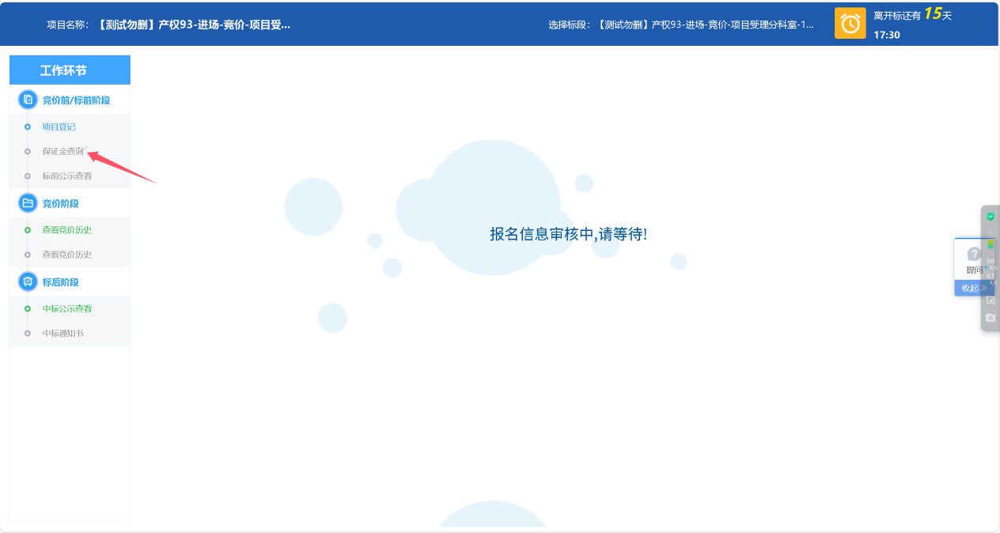 项目名称: 【测试勿删】产权93-进场-竞价-项目受...
选择标段: 【测试勿删】产权93-进场-竞价-项目受理分科室-1...
离开标还有 15天
17:30
工作环节
竞价前/标前阶段
项目登记
保证金查询
标前公示查看
竞价阶段
查看竞价历史
查看竞价历史
标后阶段
中标公示查看
中标通知书
报名信息审核中,请等待!
提问
收起 »